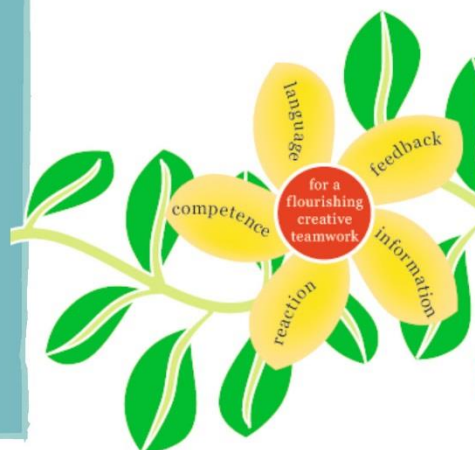 language
feedback
for a
flourishing
creative
teamwork
competence
information
reaction